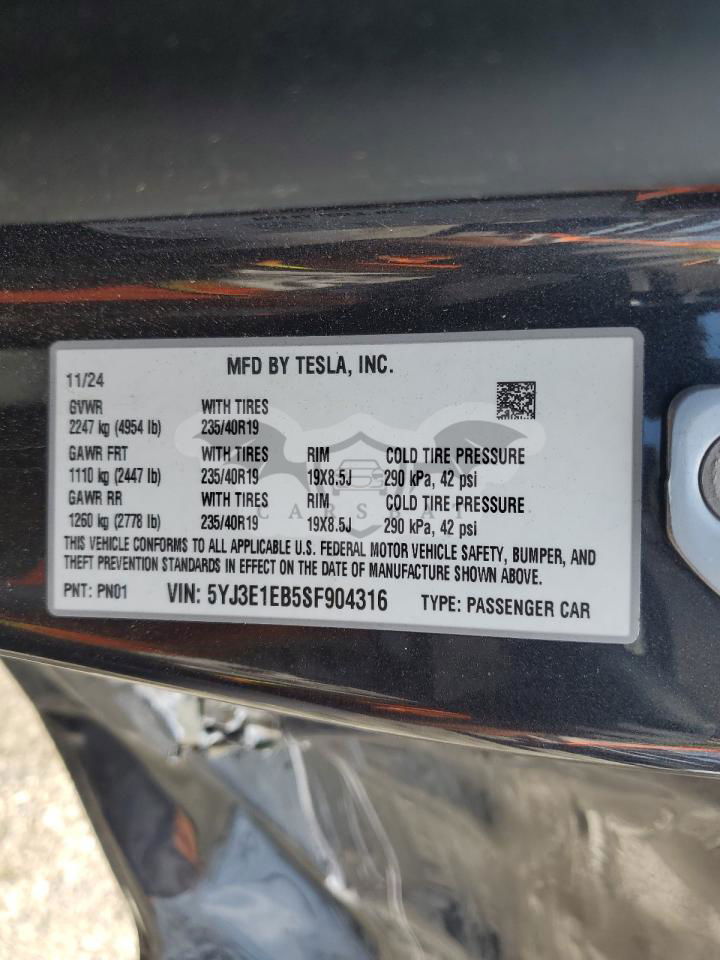 MFD BY TESLA, INC.
11/24
GVWR WITH TIRES
2247 kg (4954 lb) 235/40R19
GAWR FRT WITH TIRES RIM COLD TIRE PRESSURE
1110 kg (2447 lb) 235/40R19 19X8.5J 290 kPa, 42 psi
GAWR RR WITH TIRES RIM COLD TIRE PRESSURE
1260 kg (2778 lb) 235/40R19 19X8.5J 290 kPa, 42 psi
CARSBAT
THIS VEHICLE CONFORMS TO ALL APPLICABLE U.S. FEDERAL MOTOR VEHICLE SAFETY, BUMPER, AND
THEFT PREVENTION STANDARDS IN EFFECT ON THE DATE OF MANUFACTURE SHOWN ABOVE.
PNT: PN01 VIN: 5YJ3E1EB5SF904316 TYPE: PASSENGER CAR